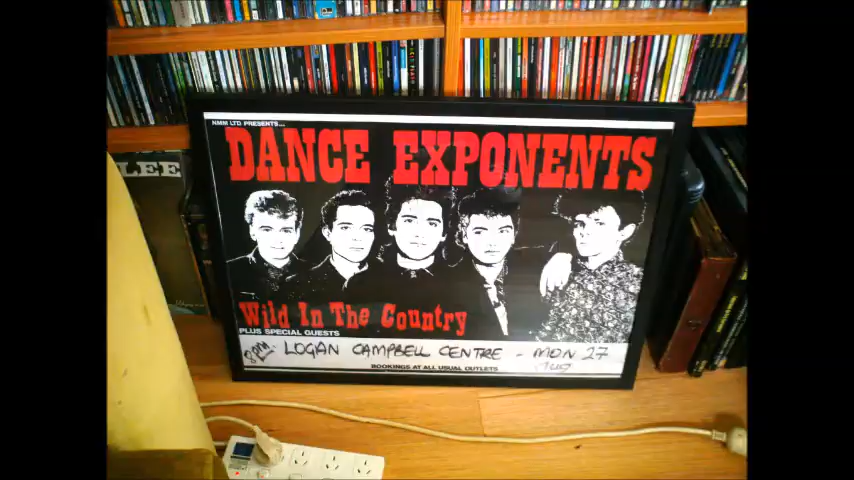 NMM LTD PRESENTS...
DANCE EXPONENTS
Wild In The Country
PLUS SPECIAL GUESTS
8PM LOGAN CAMPBELL CENTRE - MON 27
AUG
BOOKINGS AT ALL USUAL OUTLETS
LEE